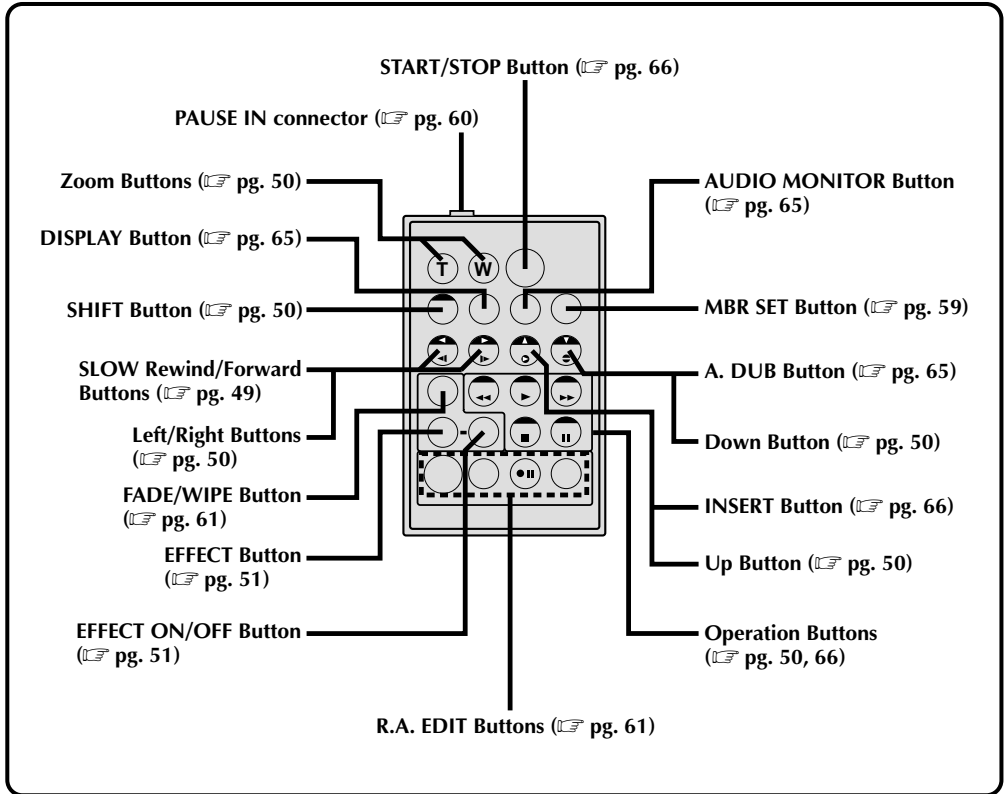 START/STOP Button (☞ pg. 66)
PAUSE IN connector (☞ pg. 60)
Zoom Buttons (☞ pg. 50)
DISPLAY Button (☞ pg. 65)
SHIFT Button (☞ pg. 50)
SLOW Rewind/Forward
Buttons (☞ pg. 49)
Left/Right Buttons
(☞ pg. 50)
FADE/WIPE Button
(☞ pg. 61)
EFFECT Button
(☞ pg. 51)
EFFECT ON/OFF Button
(☞ pg. 51)
T W
AUDIO MONITOR Button
(☞ pg. 65)
MBR SET Button (☞ pg. 59)
A. DUB Button (☞ pg. 65)
Down Button (☞ pg. 50)
INSERT Button (☞ pg. 66)
Up Button (☞ pg. 50)
Operation Buttons
(☞ pg. 50, 66)
R.A. EDIT Buttons (☞ pg. 61)